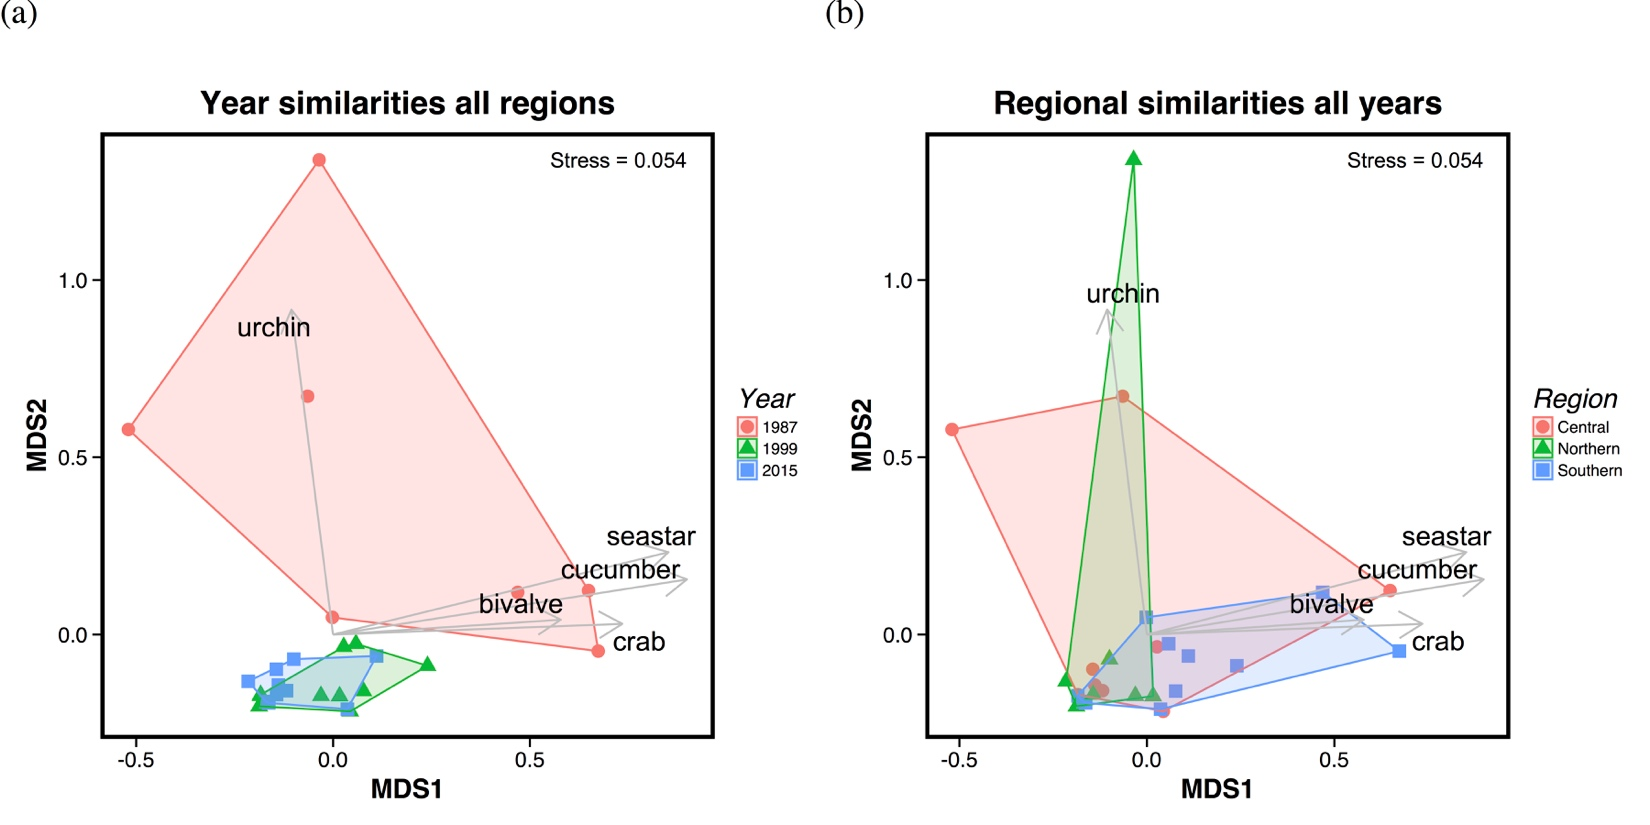 (a)
Year similarities all regions
Stress = 0.054
1.0
0.5
0.0
MDS2
urchin
seastar
cucumber
bivalve
crab
-0.5
0.0
0.5
MDS1
Year
1987
1999
2015
(b)
Regional similarities all years
Stress = 0.054
1.0
0.5
0.0
MDS2
urchin
seastar
cucumber
bivalve
crab
-0.5
0.0
0.5
MDS1
Region
Central
Northern
Southern